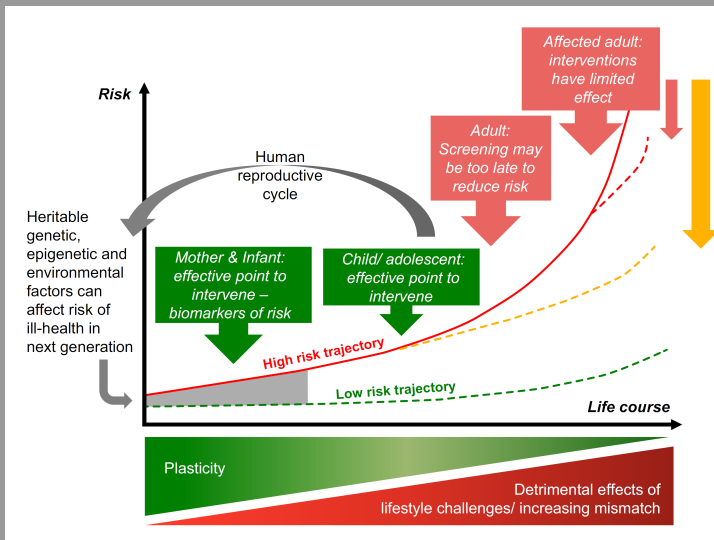 Affected adult:
interventions
have limited
effect
Risk
Adult:
Screening may
be too late to
reduce risk
Human
reproductive
cycle
Heritable
genetic,
epigenetic and
environmental
factors can
affect risk of
ill-health in
next generation
Mother & Infant:
effective point to
intervene –
biomarkers of risk
Child/ adolescent:
effective point to
intervene
High risk trajectory
Low risk trajectory
Life course
Plasticity
Detrimental effects of
lifestyle challenges/ increasing mismatch